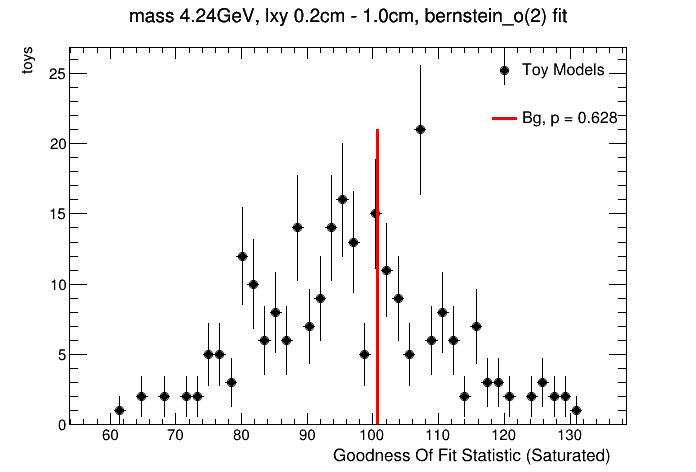 mass 4.24GeV, lxy 0.2cm - 1.0cm, bernstein_o(2) fit
toys
25
20
15
10
5
0
Toy Models
Bg, p = 0.628
60 70 80 90 100 110 120 130
Goodness Of Fit Statistic (Saturated)